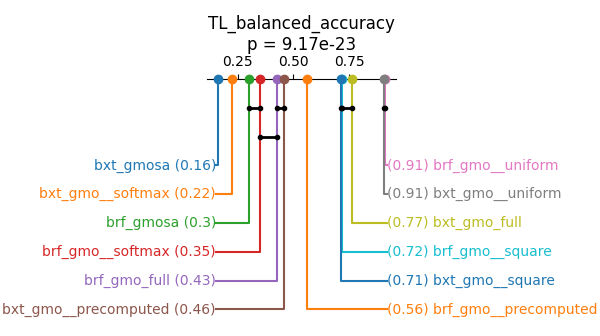 TL_balanced_accuracy
p = 9.17e-23
0.25 0.50 0.75
bxt_gmosa (0.16)
(0.91) brf_gmo__uniform
bxt_gmo__softmax (0.22)
(0.91) bxt_gmo__uniform
brf_gmosa (0.3)
(0.77) bxt_gmo_full
brf_gmo__softmax (0.35)
(0.72) brf_gmo__square
brf_gmo_full (0.43)
(0.71) bxt_gmo__square
bxt_gmo__precomputed (0.46)
(0.56) brf_gmo__precomputed